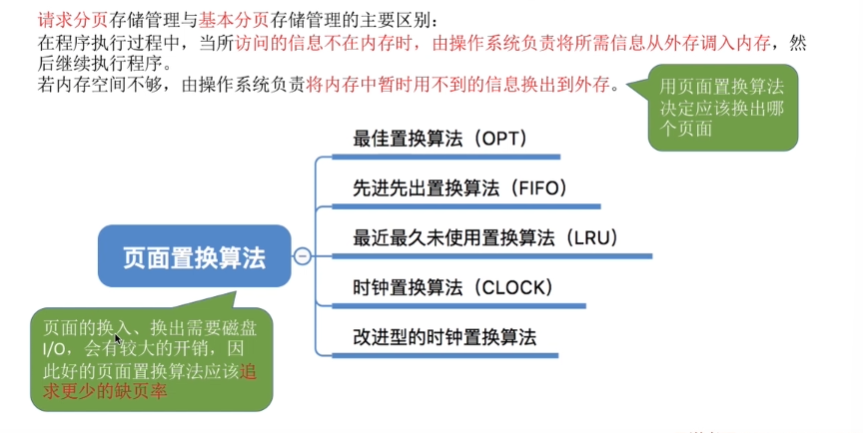 请求分页存储管理与基本分页存储管理的主要区别：
在程序执行过程中，当所访问的信息不在内存时，由操作系统负责将所需信息从外存调入内存，然
后继续执行程序。
若内存空间不够，由操作系统负责将内存中暂时用不到的信息换出到外存。
用页面置换算法
决定应该换出哪
个页面
最佳置换算法（OPT）
先进先出置换算法（FIFO）
最近最久未使用置换算法（LRU）
时钟置换算法（CLOCK）
改进型的时钟置换算法
页面置换算法
页面的换入、换出需要磁盘
I/O，会有较大的开销，因
此好的页面置换算法应该追
求更少的缺页率